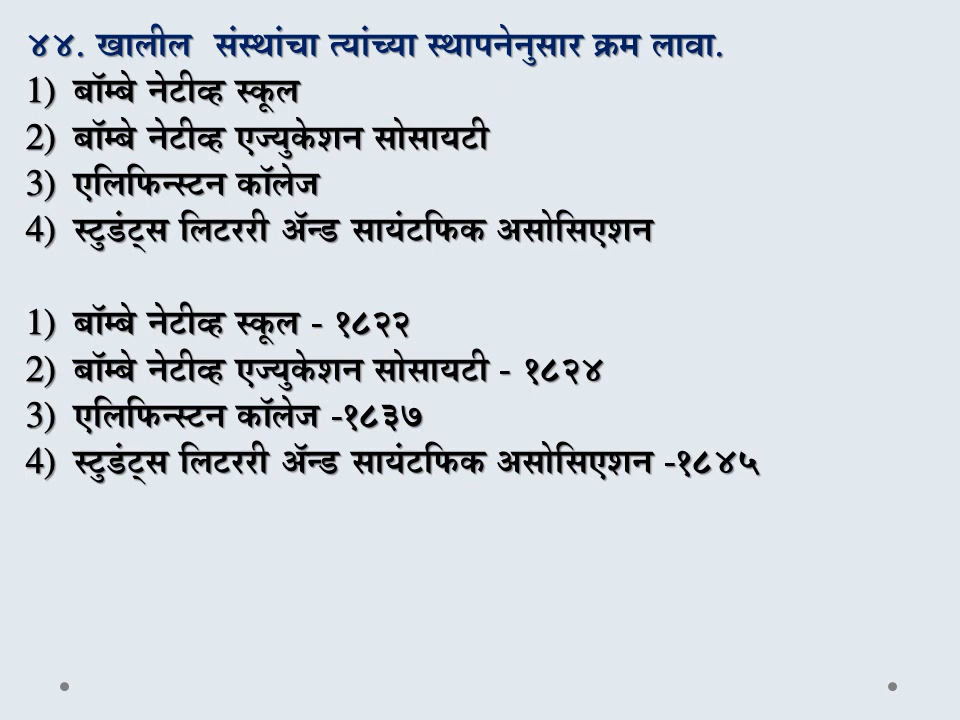 ४४. खालील संस्थांचा त्यांच्या स्थापनेनुसार क्रम लावा.
1) बॉम्बे नेटीव्ह स्कूल
2) बॉम्बे नेटीव्ह एज्युकेशन सोसायटी
3) एलिफिन्स्टन कॉलेज
4) स्टुडंट्स लिटररी ॲन्ड सायंटफिक असोसिएशन
1) बॉम्बे नेटीव्ह स्कूल - १८२२
2) बॉम्बे नेटीव्ह एज्युकेशन सोसायटी - १८२४
3) एलिफिन्स्टन कॉलेज -१८३७
4) स्टुडंट्स लिटररी ॲन्ड सायंटफिक असोसिएशन -१८४५